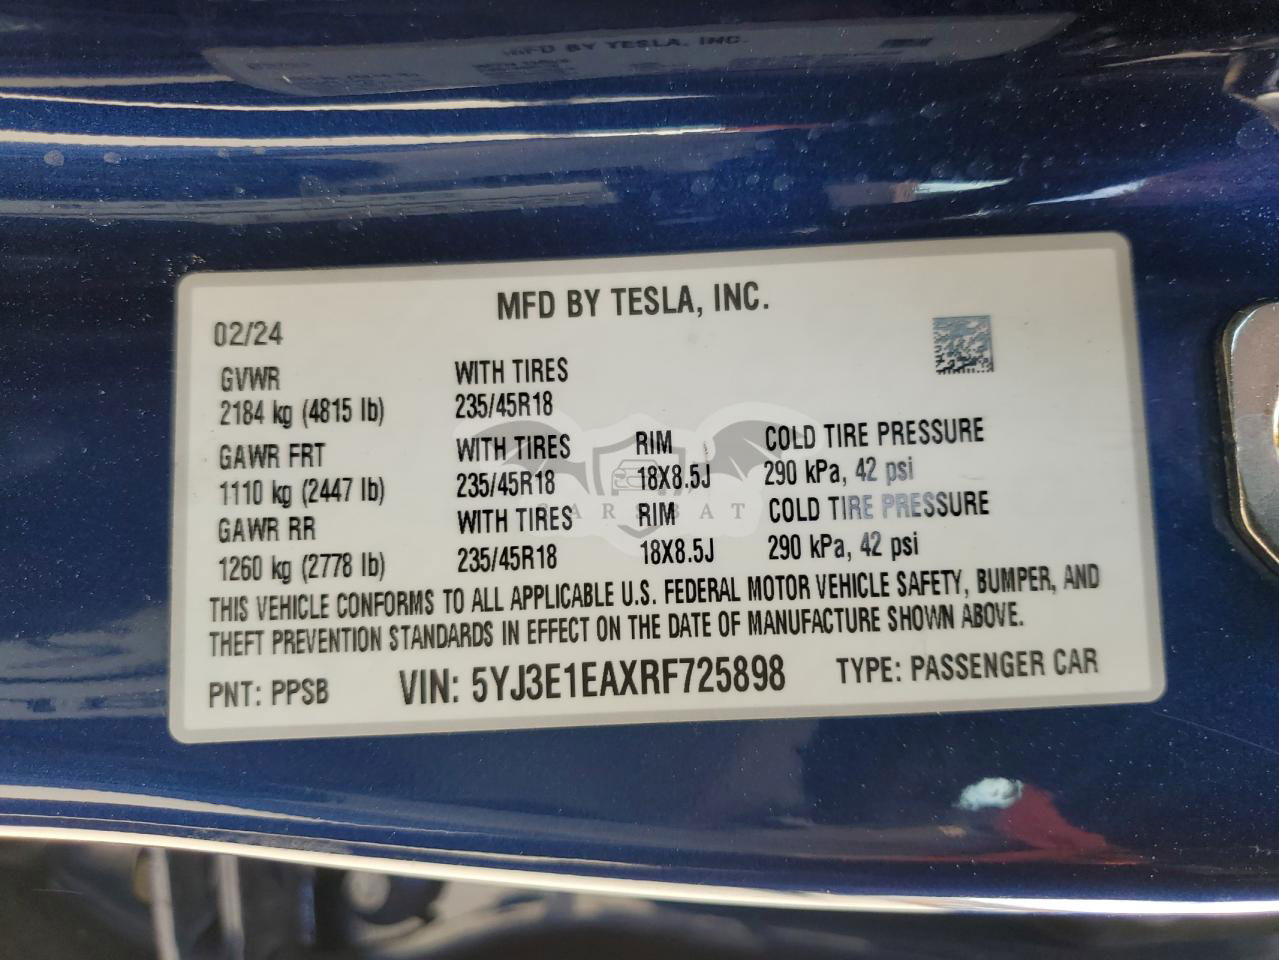 MFD BY TESLA, INC.
MFD BY TESLA, INC.
02/24
GVWR WITH TIRES
2184 kg (4815 lb) 235/45R18
GAWR FRT WITH TIRES RIM COLD TIRE PRESSURE
1110 kg (2447 lb) 235/45R18 18X8.5J 290 kPa, 42 psi
GAWR RR WITH TIRES RIM COLD TIRE PRESSURE
1260 kg (2778 lb) 235/45R18 18X8.5J 290 kPa, 42 psi
THIS VEHICLE CONFORMS TO ALL APPLICABLE U.S. FEDERAL MOTOR VEHICLE SAFETY, BUMPER, AND
THEFT PREVENTION STANDARDS IN EFFECT ON THE DATE OF MANUFACTURE SHOWN ABOVE.
PNT: PPSB VIN: 5YJ3E1EAXRF725898 TYPE: PASSENGER CAR